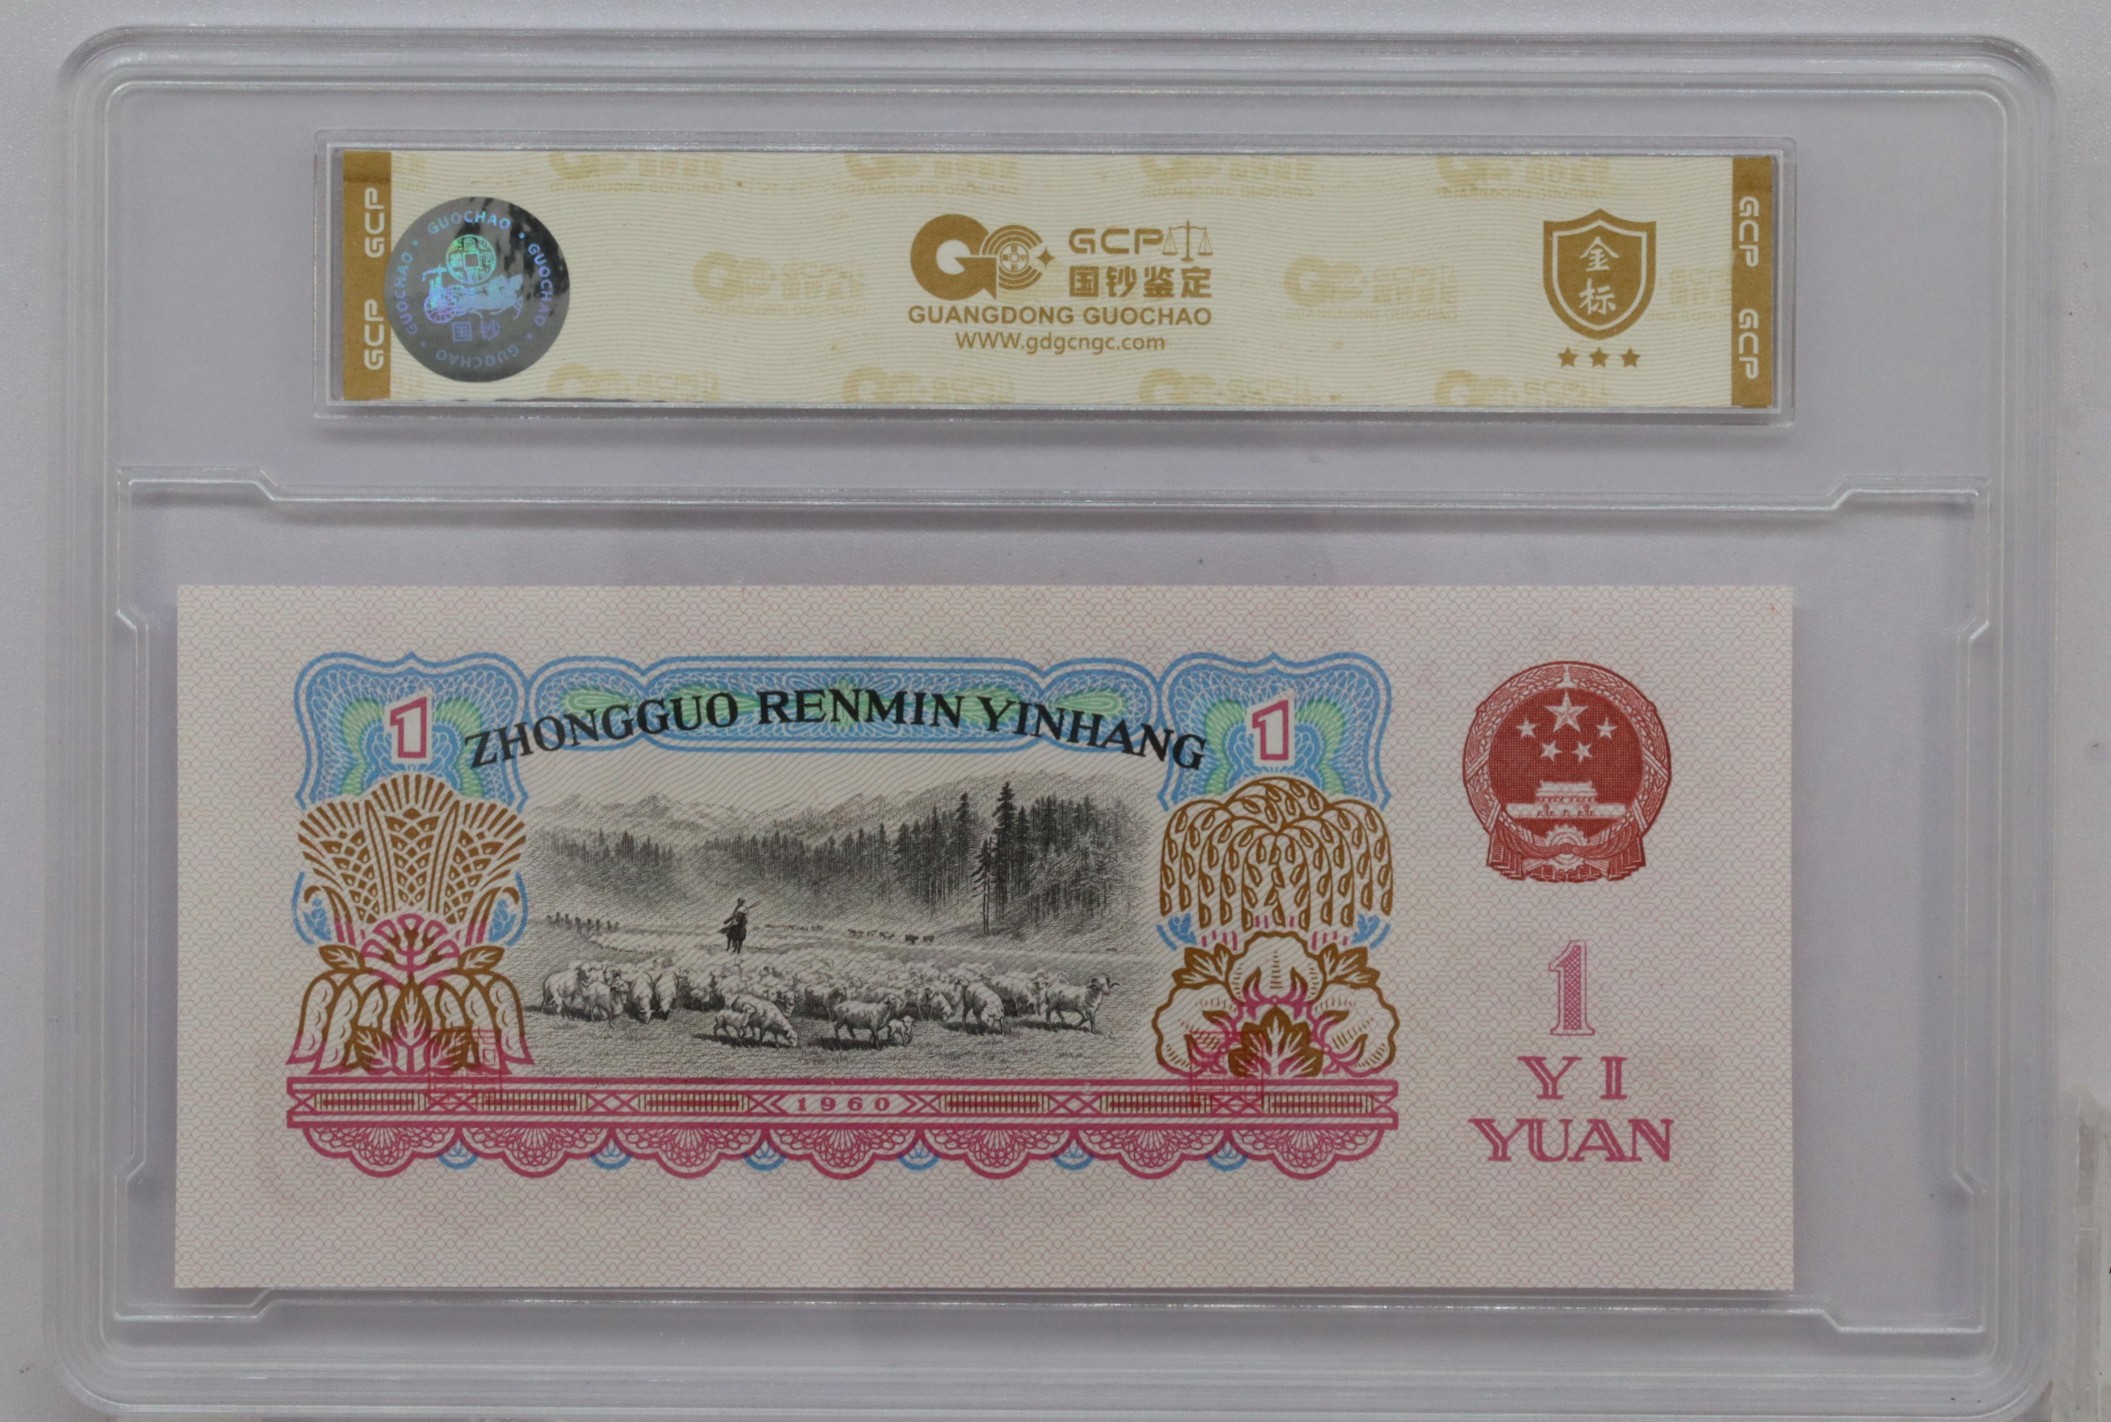 GCP GCP
GUOCHAO · GUOCHAO · GUOCHAO · GUOCHAO
国钞
GCP
国钞鉴定
GUANGDONG GUOCHAO
www.gdgcngc.com
金
标
GCP GCP
1
ZHONGGUO RENMIN YINHANG
1
1960
1
YI
YUAN